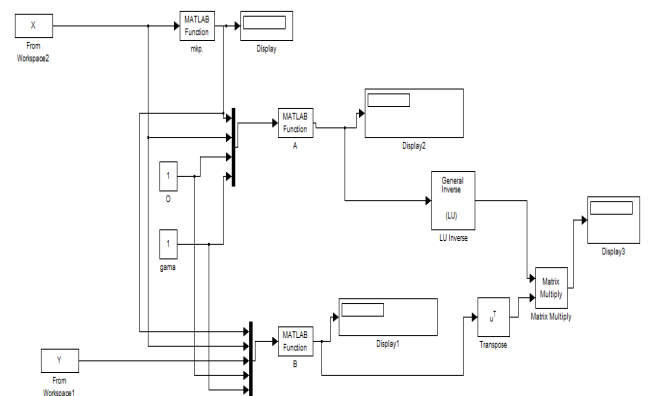 X
From
Workspace2
MATLAB
Function
mkp.
Display
MATLAB
Function
A
Display2
1
O
General
Inverse
(LU)
LU Inverse
Display3
1
gama
Matrix
Multiply
Matrix Multiply
MATLAB
Function
B
Display1
u^T
Transpose
Y
From
Workspace1